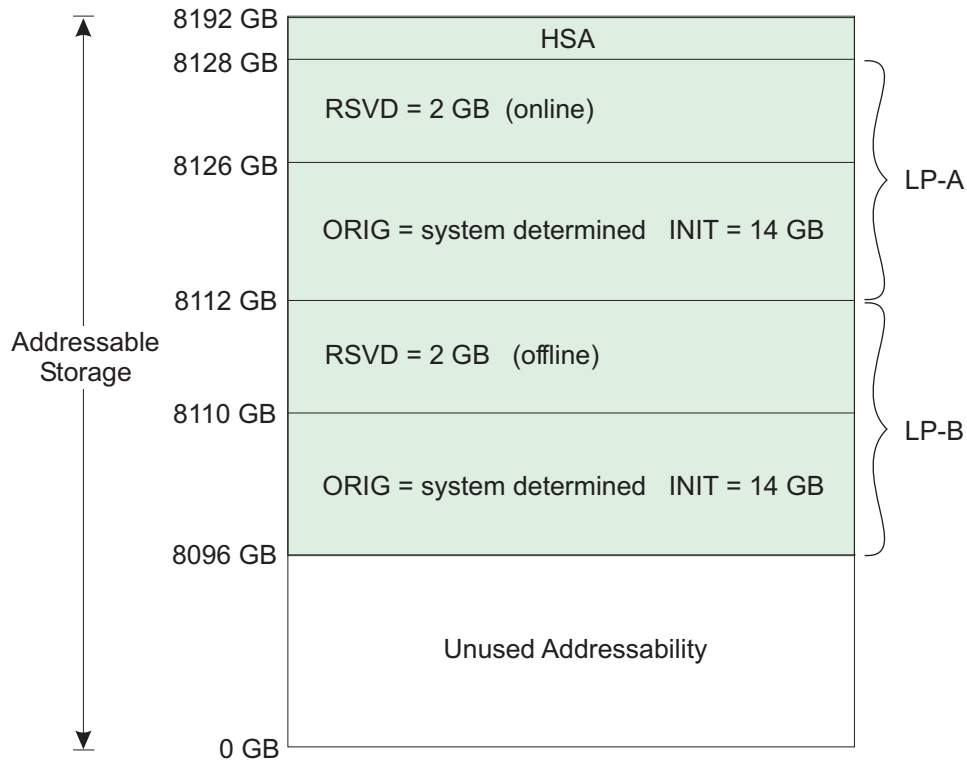 8192 GB
HSA
8128 GB
RSVD = 2 GB (online)
8126 GB
LP-A
ORIG = system determined INIT = 14 GB
8112 GB
Addressable
Storage
RSVD = 2 GB (offline)
8110 GB
LP-B
ORIG = system determined INIT = 14 GB
8096 GB
Unused Addressability
0 GB